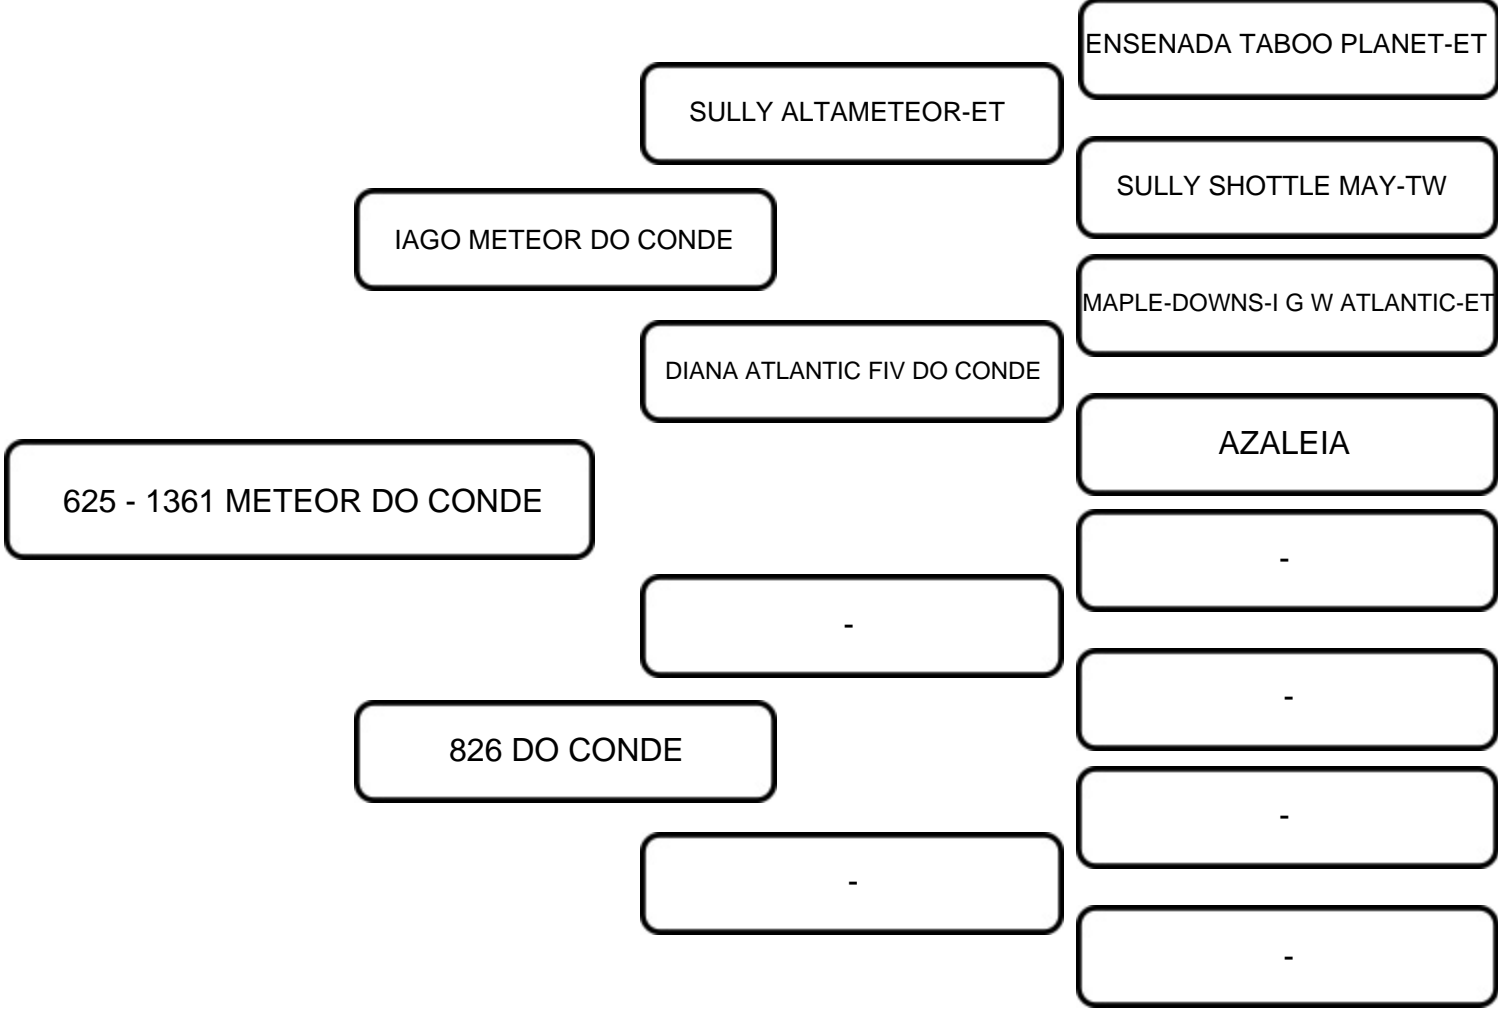 ENSENADA TABOO PLANET-ET
SULLY ALTAMETEOR-ET
SULLY SHOTTLE MAY-TW
IAGO METEOR DO CONDE
MAPLE-DOWNS-I G W ATLANTIC-ET
DIANA ATLANTIC FIV DO CONDE
AZALEIA
625 - 1361 METEOR DO CONDE
-
-
-
826 DO CONDE
-
-
-